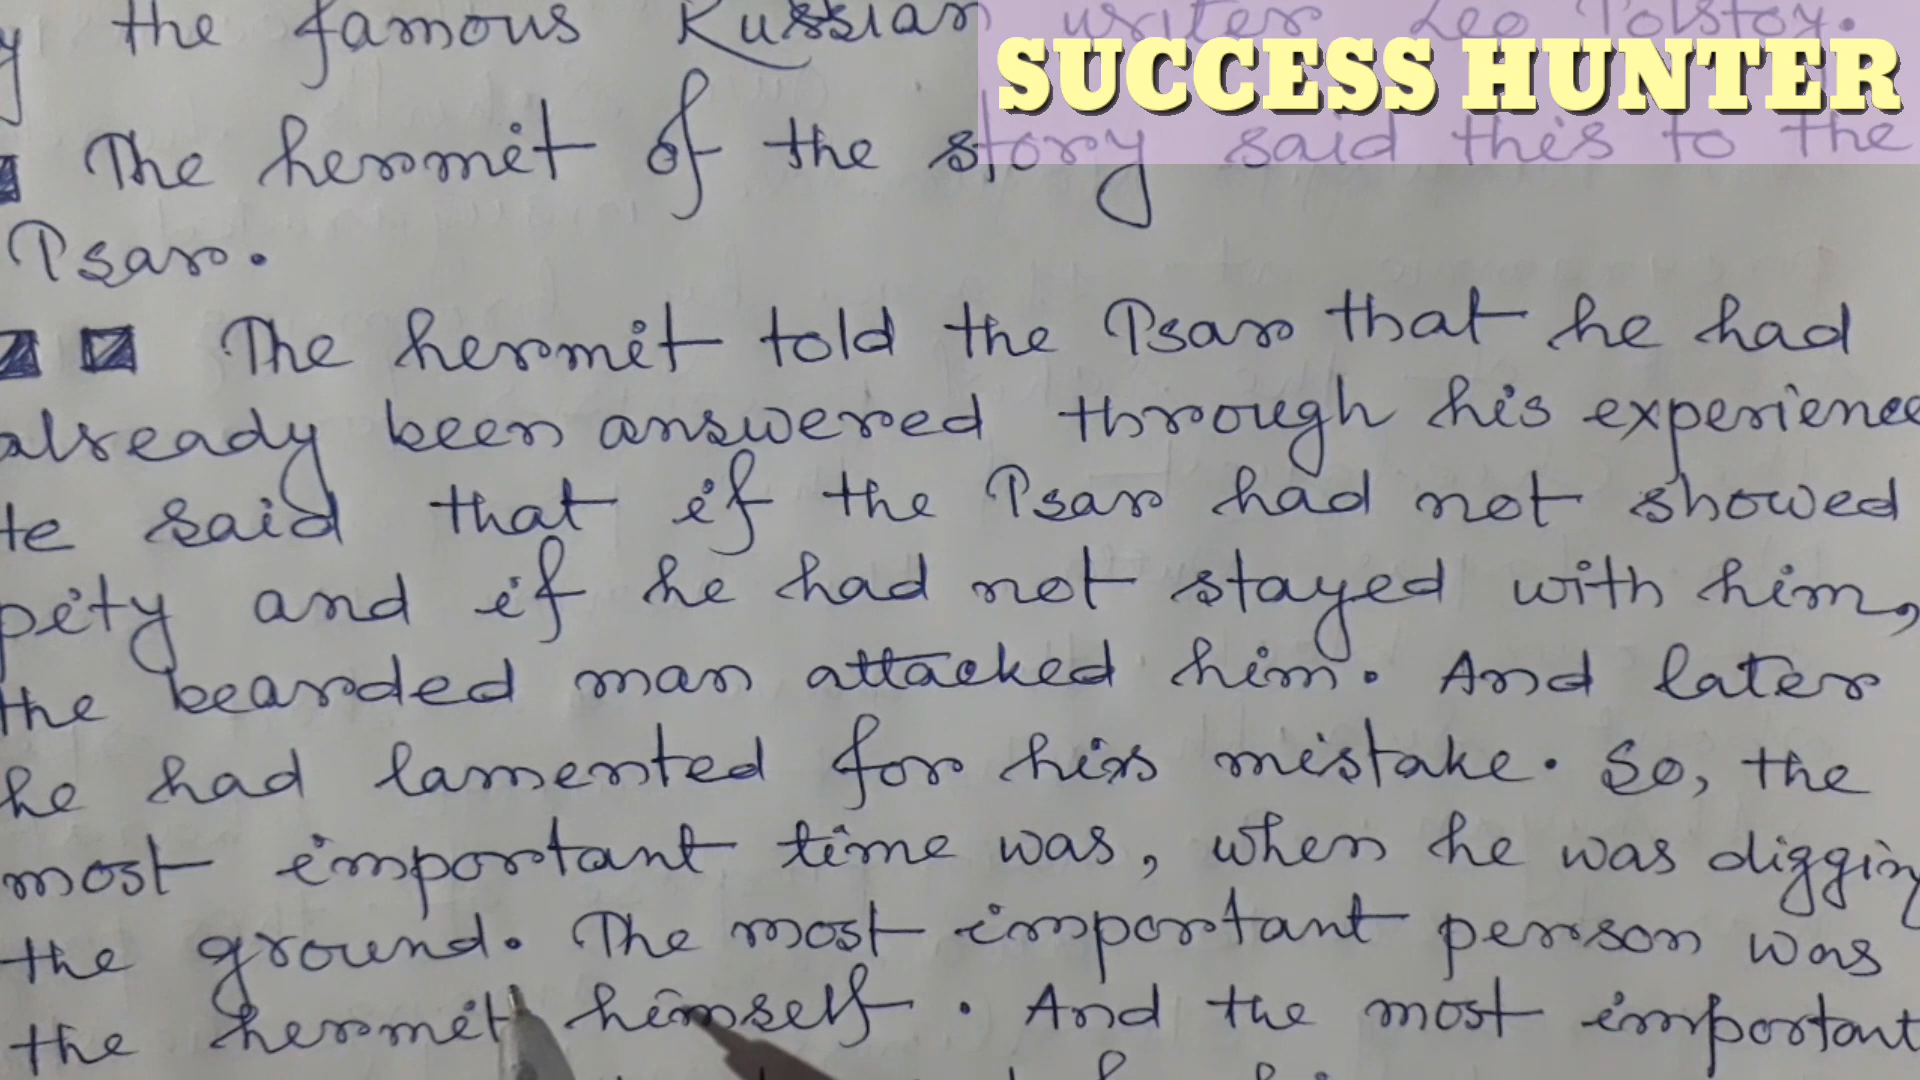 y the famous Russian writer Leo Tolstoy.
SUCCESS HUNTER
The hermit of the story said this to the
Tsar.
The hermit told the Tsar that he had
already been answered through his experience
He said that if the Tsar had not showed
pity and if he had not stayed with him,
the bearded man attacked him. And later
he had lamented for his mistake. So, the
most important time was, when he was digging
the ground. The most important person was
the hermit himself. And the most important